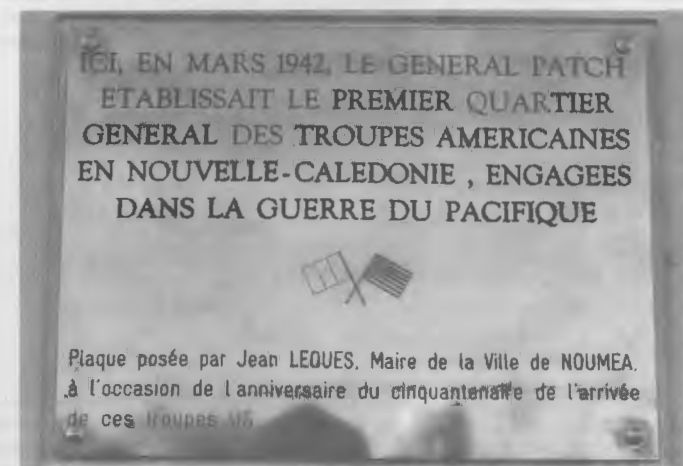 ICI, EN MARS 1942, LE GENERAL PATCH
ETABLISSAIT LE PREMIER QUARTIER
GENERAL DES TROUPES AMERICAINES
EN NOUVELLE-CALEDONIE , ENGAGEES
DANS LA GUERRE DU PACIFIQUE
Plaque posée par Jean LEQUES, Maire de la Ville de NOUMEA,
à l'occasion de l'anniversaire du cinquantenaire de l'arrivée
de ces troupes US